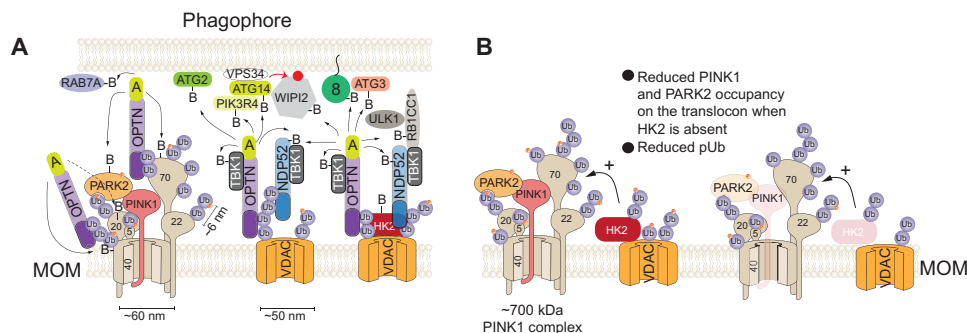 Phagophore
A
RAB7A
B
A
OPTN
ATG2
B
VPS34
ATG14
PIK3R4
B
B
WIPI2
B
8
B
ATG3
B
ULK1
RB1CC1
B
A
OPTN
B
PARK2
B
B
20
5
PINK1
70
22
40
Ub
~6 nm
MOM
~60 nm
A
TBK1
OPTN
B
TBK1
NDP52
VDAC
~50 nm
A
B
TBK1
OPTN
B
TBK1
NDP52
HK2
VDAC
B
Reduced PINK1
and PARK2 occupancy
on the translocon when
HK2 is absent
Reduced pUb
PARK2
PINK1
20
5
70
22
40
Ub
+
HK2
VDAC
~700 kDa
PINK1 complex
PARK2
PINK1
20
5
70
22
40
Ub
+
HK2
VDAC
MOM